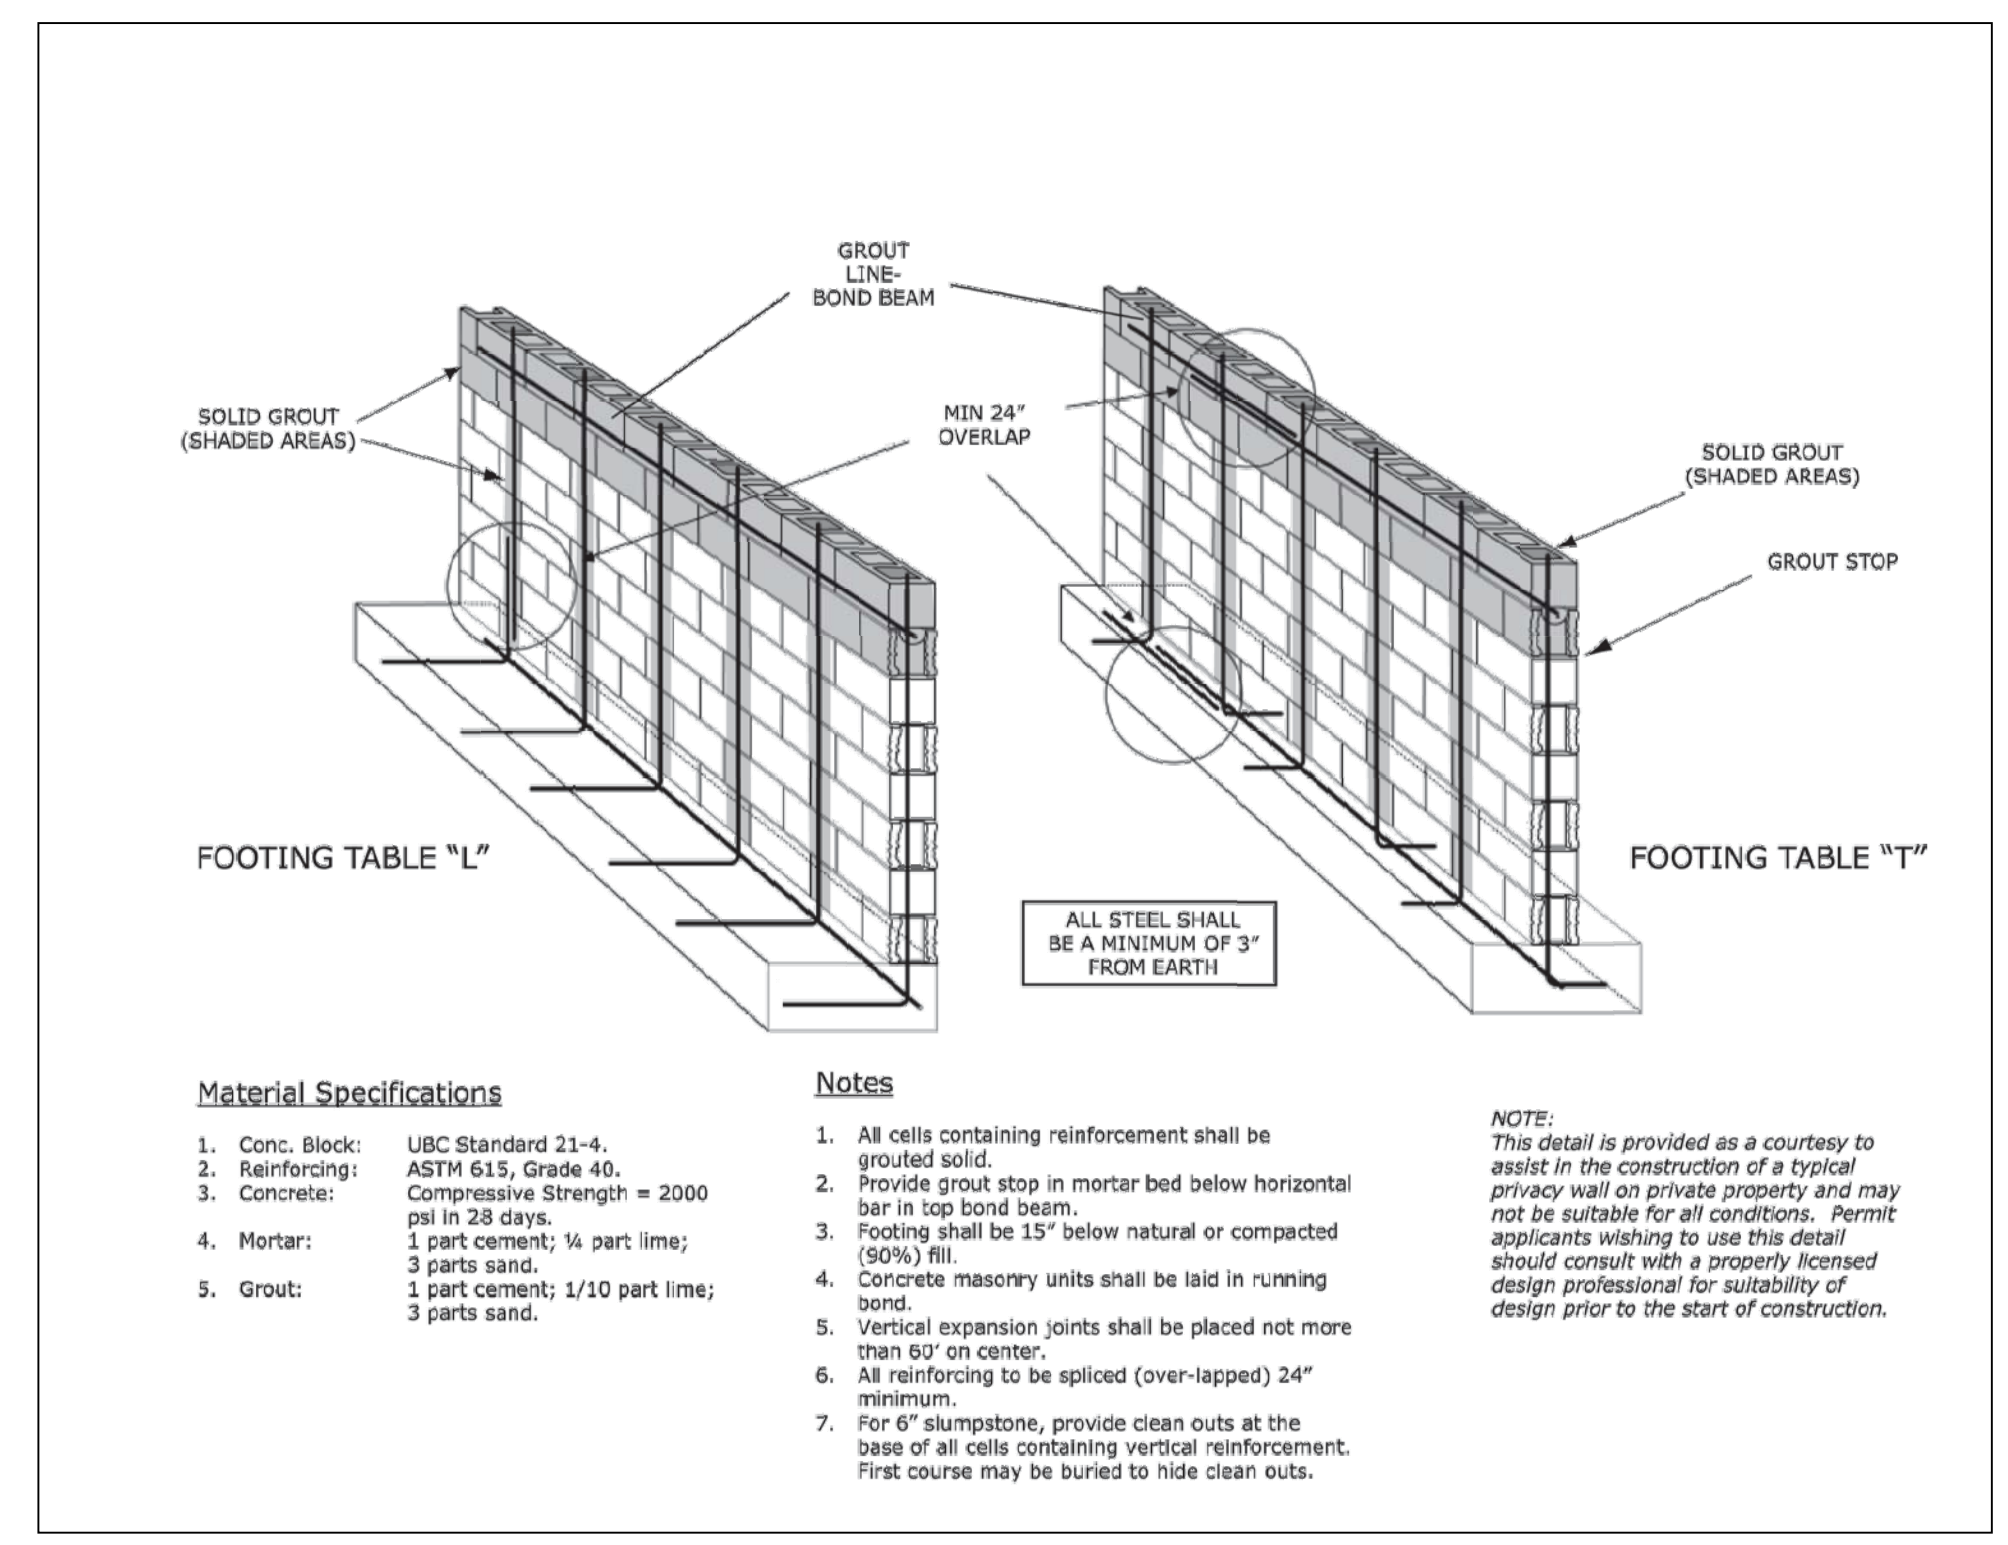 GROUT
LINE-
BOND BEAM
SOLID GROUT
(SHADED AREAS)
MIN 24"
OVERLAP
SOLID GROUT
(SHADED AREAS)
GROUT STOP
FOOTING TABLE "L"
FOOTING TABLE "T"
ALL STEEL SHALL
BE A MINIMUM OF 3"
FROM EARTH
Material Specifications
1. Conc. Block: UBC Standard 21-4.
2. Reinforcing: ASTM 615, Grade 40.
3. Concrete: Compressive Strength = 2000
psi in 28 days.
4. Mortar: 1 part cement; ¼ part lime;
3 parts sand.
5. Grout: 1 part cement; 1/10 part lime;
3 parts sand.
Notes
1. All cells containing reinforcement shall be
grouted solid.
2. Provide grout stop in mortar bed below horizontal
bar in top bond beam.
3. Footing shall be 15" below natural or compacted
(90%) fill.
4. Concrete masonry units shall be laid in running
bond.
5. Vertical expansion joints shall be placed not more
than 60' on center.
6. All reinforcing to be spliced (over-lapped) 24"
minimum.
7. For 6" slumpstone, provide clean outs at the
base of all cells containing vertical reinforcement.
First course may be buried to hide clean outs.
NOTE:
This detail is provided as a courtesy to
assist in the construction of a typical
privacy wall on private property and may
not be suitable for all conditions. Permit
applicants wishing to use this detail
should consult with a properly licensed
design professional for suitability of
design prior to the start of construction.